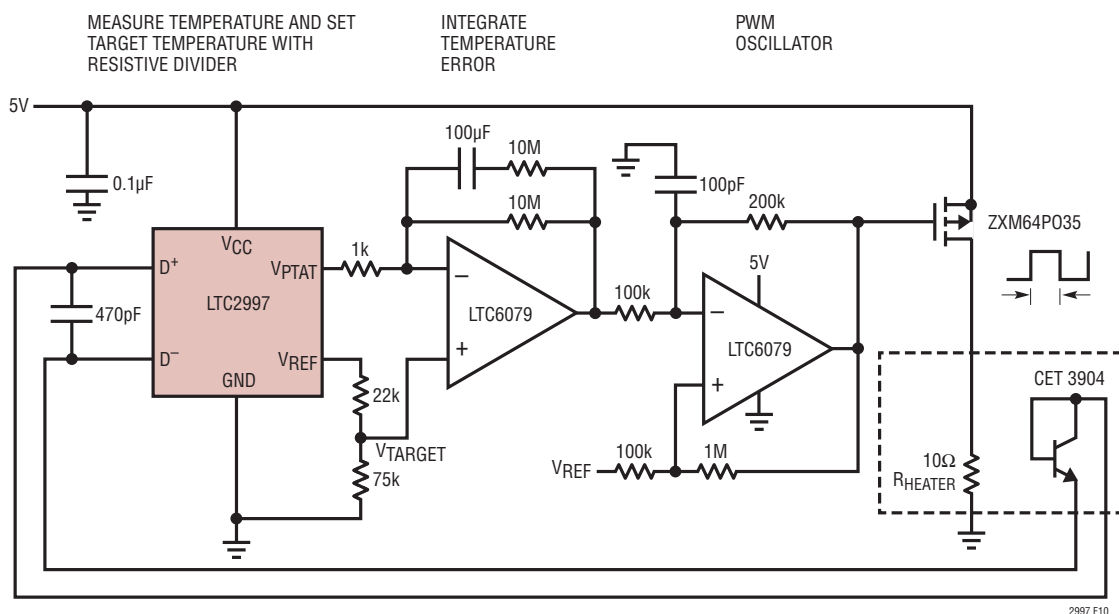 MEASURE TEMPERATURE AND SET
TARGET TEMPERATURE WITH
RESISTIVE DIVIDER
INTEGRATE
TEMPERATURE
ERROR
PWM
OSCILLATOR
5V
0.1µF
100µF
10M
10M
100pF
200k
ZXM64PO35
VCC
D+
VPTAT
1k
LTC2997
470pF
D–
VREF
GND
–
LTC6079
+
100k
5V
–
LTC6079
+
22k
VTARGET
75k
VREF
100k
1M
CET 3904
10Ω
RHEATER
2997 F10